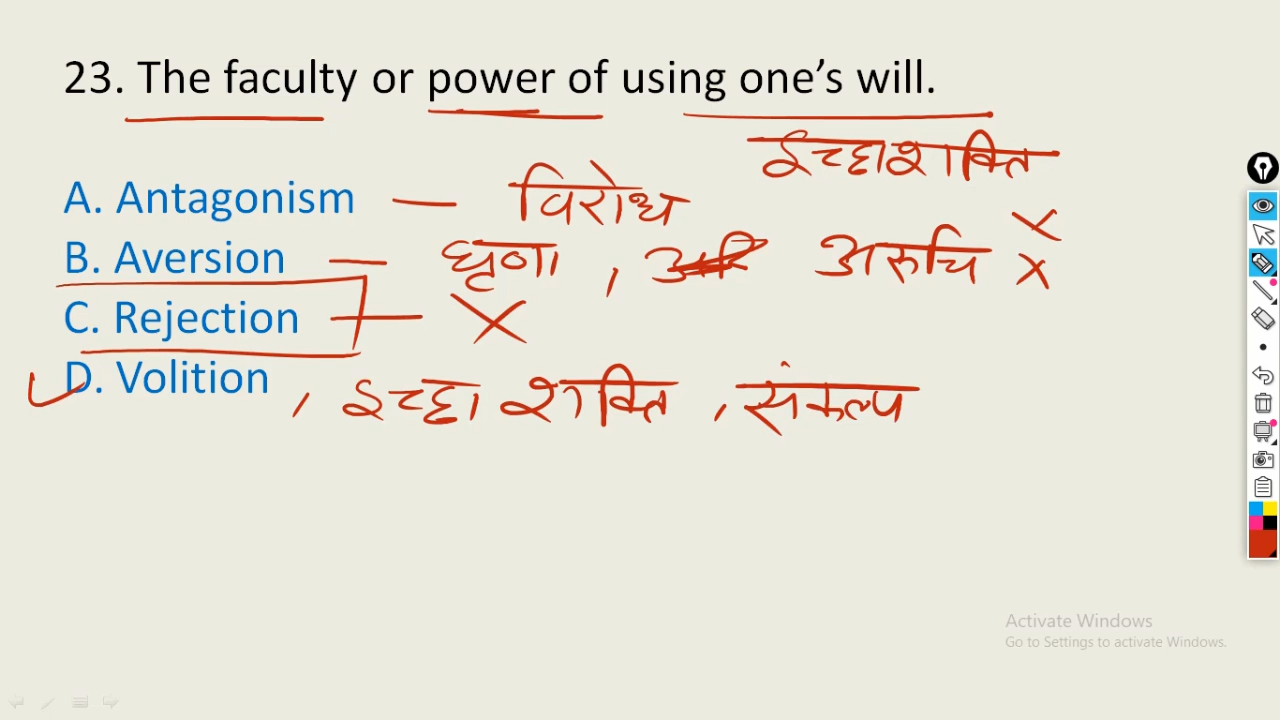 23. The faculty or power of using one's will.
इच्छाशक्ति
A. Antagonism — विरोध
B. Aversion — घृणा , अरुचि
C. Rejection —
D. Volition , इच्छा शक्ति , संकल्प
Activate Windows
Go to Settings to activate Windows.